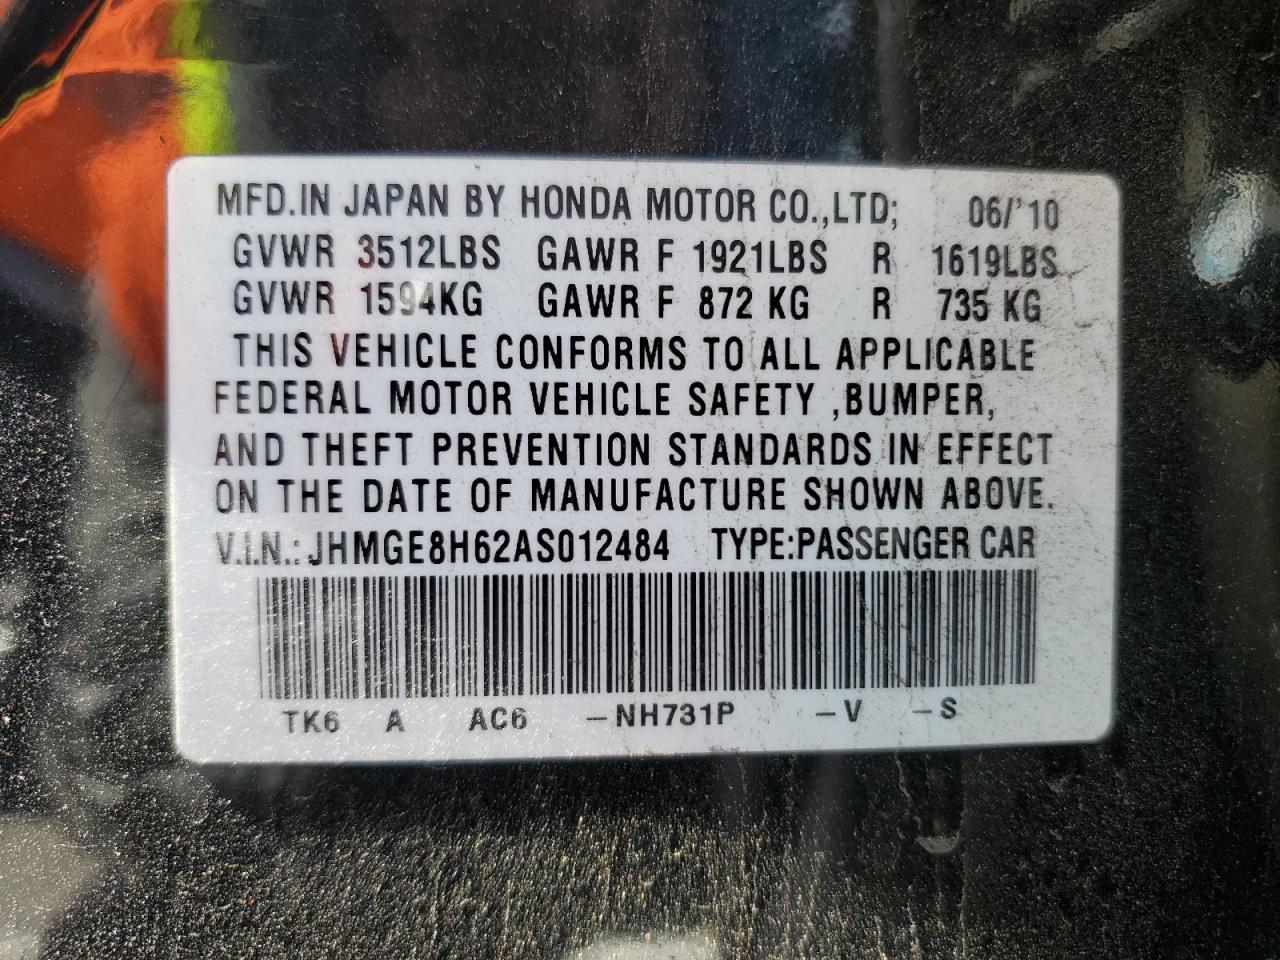 MFD.IN JAPAN BY HONDA MOTOR CO.,LTD; 06/'10
GVWR 3512LBS GAWR F 1921LBS R 1619LBS
GVWR 1594KG GAWR F 872 KG R 735 KG
THIS VEHICLE CONFORMS TO ALL APPLICABLE
FEDERAL MOTOR VEHICLE SAFETY ,BUMPER,
AND THEFT PREVENTION STANDARDS IN EFFECT
ON THE DATE OF MANUFACTURE SHOWN ABOVE.
V.I.N.: JHMGE8H62AS012484 TYPE:PASSENGER CAR
TK6 A AC6 -NH731P -V -S